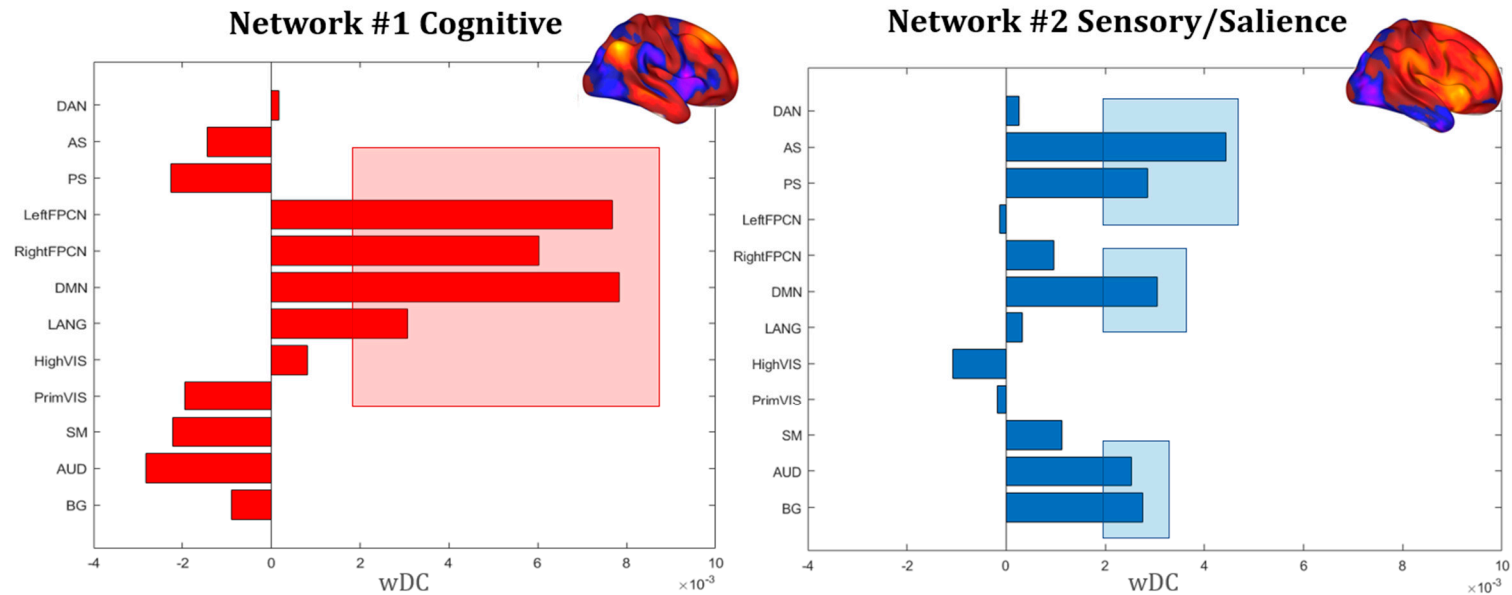 Network #1 Cognitive
DAN
AS
PS
LeftFPCN
RightFPCN
DMN
LANG
HighVIS
PrimVIS
SM
AUD
BG
-4 -2 0 2 4 6 8 10
wDC
×10-3
Network #2 Sensory/Salience
DAN
AS
PS
LeftFPCN
RightFPCN
DMN
LANG
HighVIS
PrimVIS
SM
AUD
BG
-4 -2 0 2 4 6 8 10
wDC
×10-3